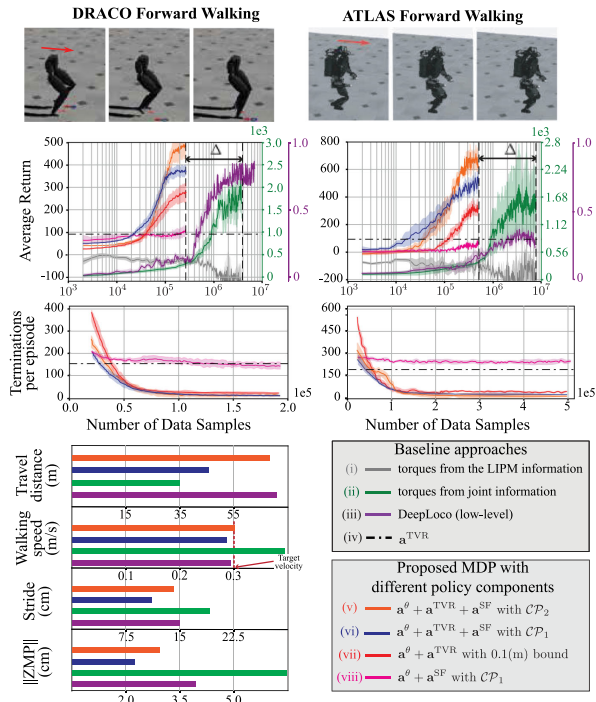 DRACO Forward Walking
ATLAS Forward Walking
1e3
1e3
500
400
300
200
100
0
−100
3.0
2.5
2.0
1.5
1.0
0.5
0
1.0
0.5
0
Δ
Average Return
10³ 10⁴ 10⁵ 10⁶ 10⁷
800
600
400
200
0
−200
2.8
2.24
1.68
1.12
0.56
0
1.0
0.5
0
Δ
10³ 10⁴ 10⁵ 10⁶ 10⁷
Terminations
per episode
400
300
200
100
0
0.0 0.5 1.0 1.5 2.0
1e5
Number of Data Samples
600
450
300
150
0
0 1 2 3 4 5
1e5
Number of Data Samples
Travel
distance
(m)
15 35 55
Walking
speed
(m/s)
Target
velocity
0.1 0.2 0.3
Stride
(cm)
7.5 15 22.5
||ZMP||
(cm)
2.0 3.5 5.0
Baseline approaches
(i) torques from the LIPM information
(ii) torques from joint information
(iii) DeepLoco (low-level)
(iv) a^TVR
Proposed MDP with
different policy components
(v) a^θ + a^TVR + a^SF with CP₂
(vi) a^θ + a^TVR + a^SF with CP₁
(vii) a^θ + a^TVR with 0.1(m) bound
(viii) a^θ + a^SF with CP₁